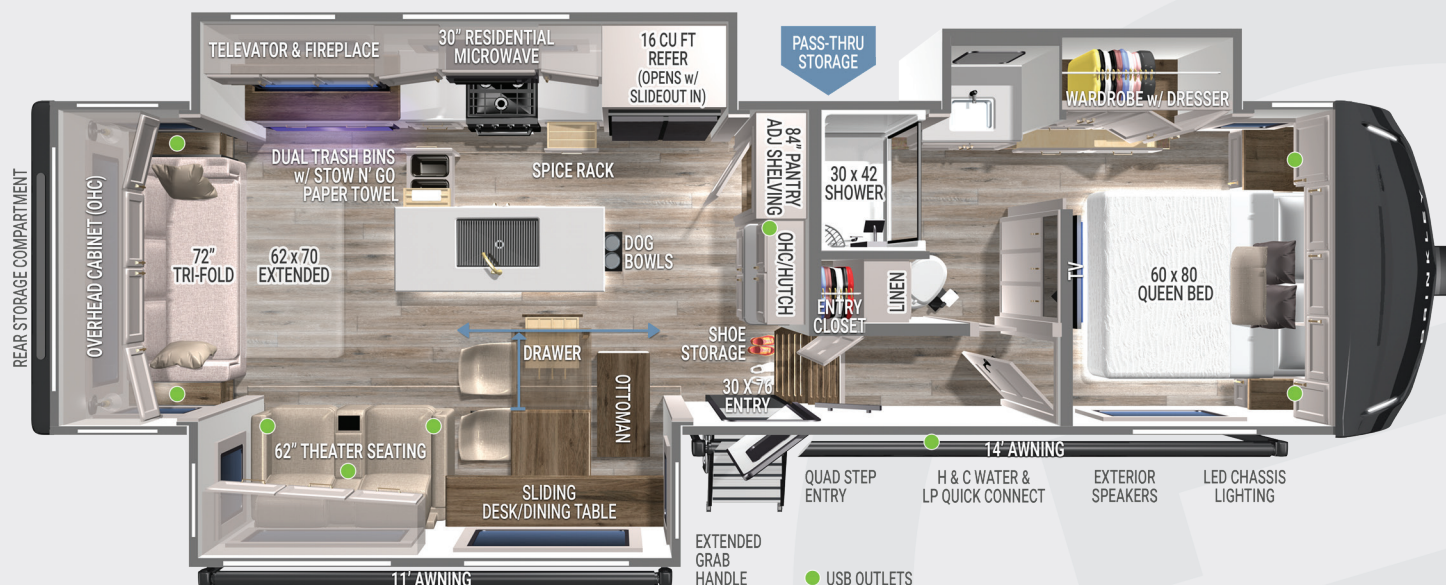 TELEVATOR & FIREPLACE
30" RESIDENTIAL
MICROWAVE
16 CU FT
REFER
(OPENS w/
SLIDEOUT IN)
PASS-THRU
STORAGE
WARDROBE w/ DRESSER
REAR STORAGE COMPARTMENT
OVERHEAD CABINET (OHC)
72"
TRI-FOLD
62 x 70
EXTENDED
DUAL TRASH BINS
w/ STOW N' GO
PAPER TOWEL
SPICE RACK
84" PANTRY
ADJ SHELVING
30 x 42
SHOWER
DOG
BOWLS
OHC/HUTCH
ENTRY
CLOSET
LINEN
TV
60 x 80
QUEEN BED
BRINKLEY
DRAWER
OTTOMAN
SHOE
STORAGE
30 X 76
ENTRY
62" THEATER SEATING
SLIDING
DESK/DINING TABLE
14' AWNING
QUAD STEP
ENTRY
H & C WATER &
LP QUICK CONNECT
EXTERIOR
SPEAKERS
LED CHASSIS
LIGHTING
EXTENDED
GRAB
HANDLE
11' AWNING
USB OUTLETS